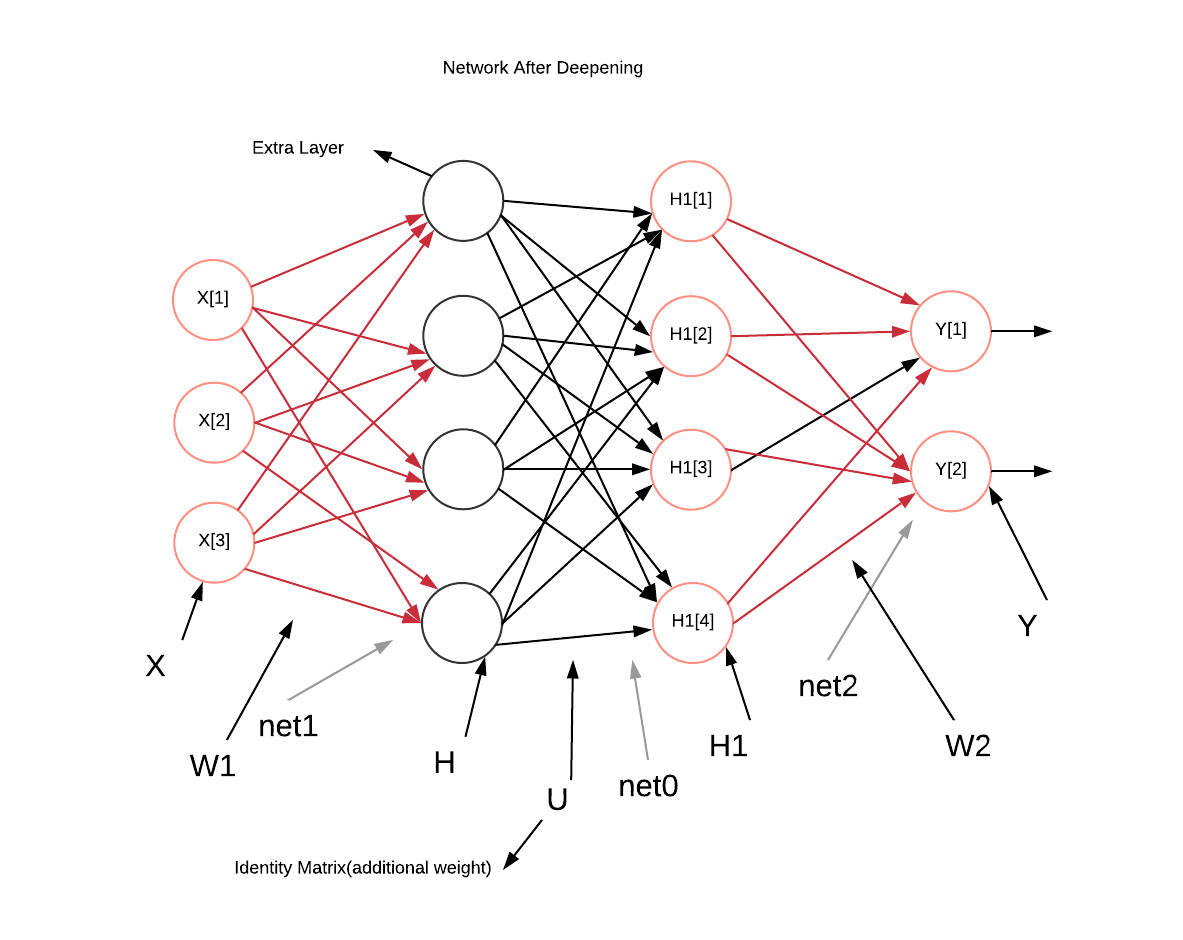 Network After Deepening
Extra Layer
H1[1]
X[1]
H1[2]
Y[1]
X[2]
H1[3]
Y[2]
X[3]
H1[4]
X
Y
net1
net2
W1
H
H1
W2
U
net0
Identity Matrix(additional weight)